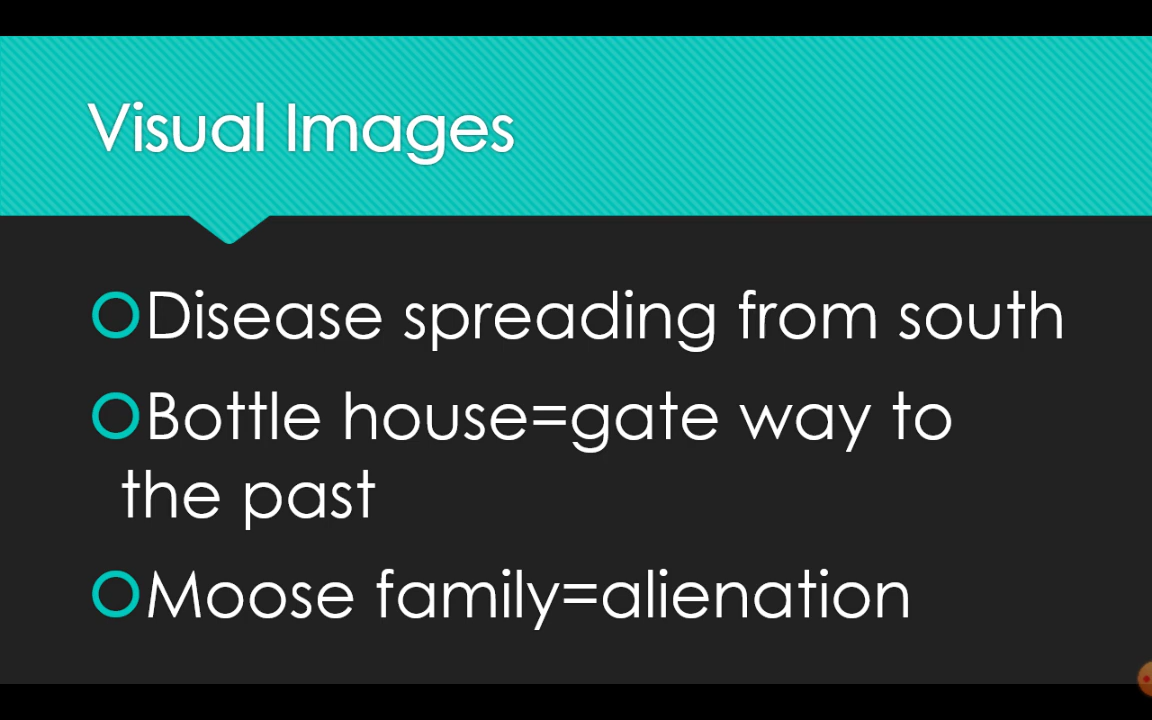 Visual Images
Disease spreading from south
Bottle house=gate way to
the past
Moose family=alienation